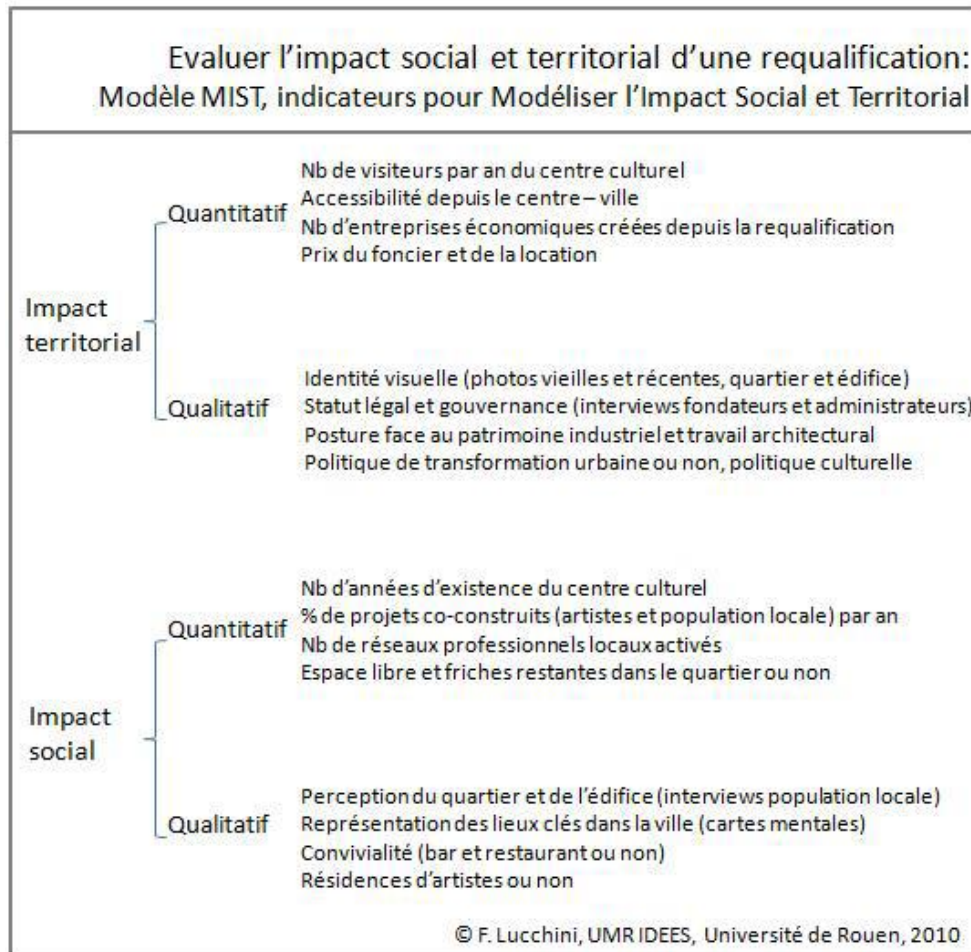 Evaluer l'impact social et territorial d'une requalification:
Modèle MIST, indicateurs pour Modéliser l'Impact Social et Territorial
Impact
territorial
Quantitatif
Nb de visiteurs par an du centre culturel
Accessibilité depuis le centre – ville
Nb d'entreprises économiques créées depuis la requalification
Prix du foncier et de la location
Qualitatif
Identité visuelle (photos vieilles et récentes, quartier et édifice)
Statut légal et gouvernance (interviews fondateurs et administrateurs)
Posture face au patrimoine industriel et travail architectural
Politique de transformation urbaine ou non, politique culturelle
Impact
social
Quantitatif
Nb d'années d'existence du centre culturel
% de projets co-construits (artistes et population locale) par an
Nb de réseaux professionnels locaux activés
Espace libre et friches restantes dans le quartier ou non
Qualitatif
Perception du quartier et de l'édifice (interviews population locale)
Représentation des lieux clés dans la ville (cartes mentales)
Convivialité (bar et restaurant ou non)
Résidences d'artistes ou non
© F. Lucchini, UMR IDEES, Université de Rouen, 2010